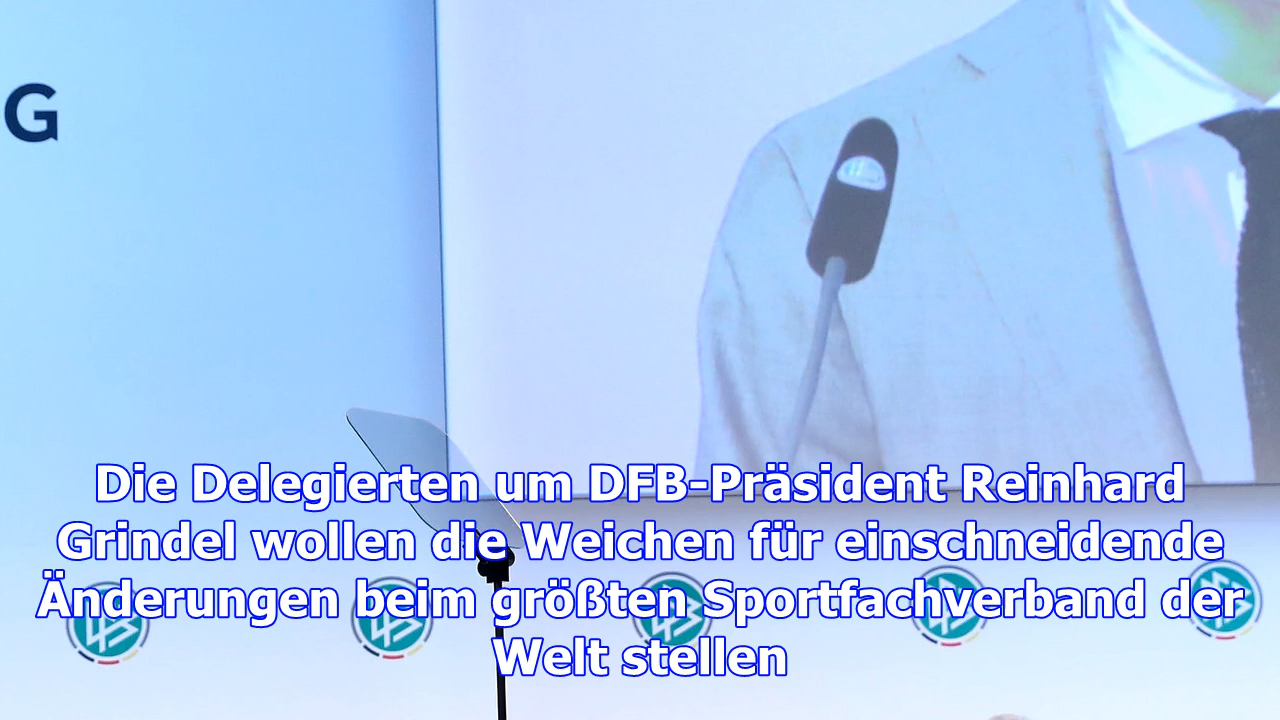 G
Die Delegierten um DFB-Präsident Reinhard
Grindel wollen die Weichen für einschneidende
Änderungen beim größten Sportfachverband der
Welt stellen